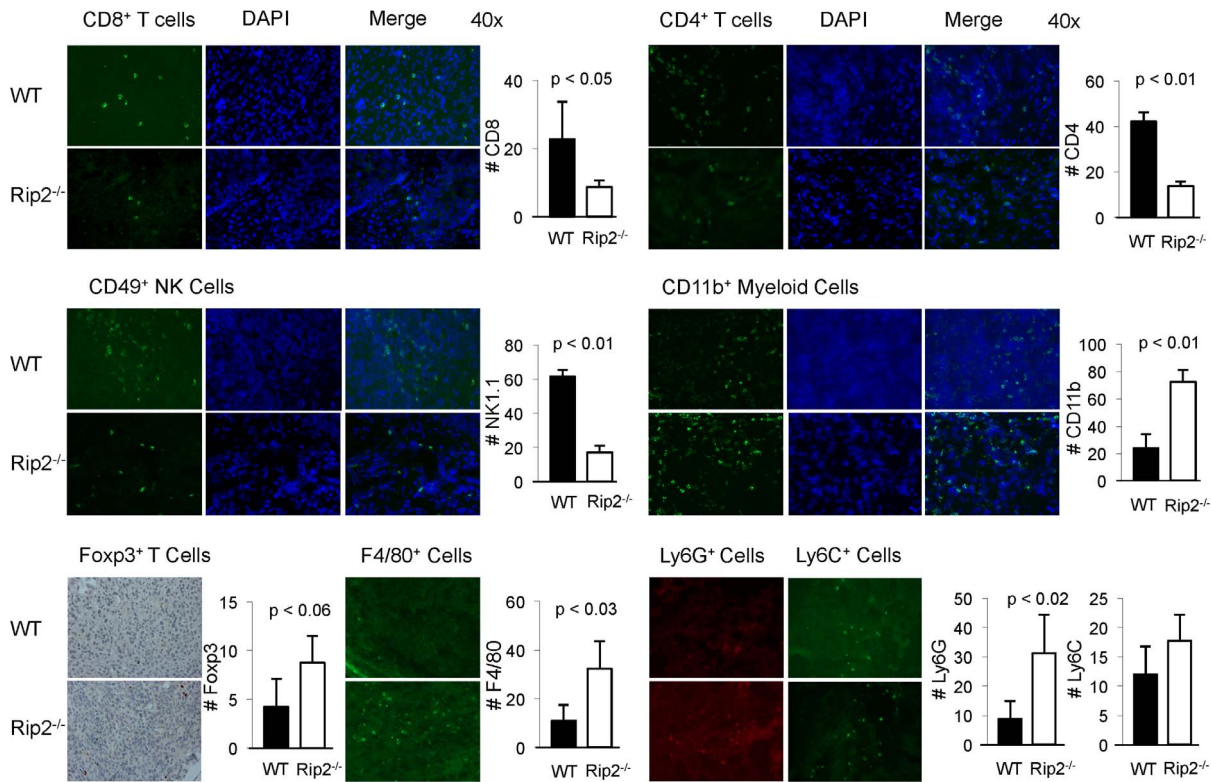 CD8⁺ T cells DAPI Merge 40x
WT
Rip2⁻/⁻
# CD8
40
20
0
p < 0.05
WT Rip2⁻/⁻
CD4⁺ T cells DAPI Merge 40x
# CD4
60
40
20
0
p < 0.01
WT Rip2⁻/⁻
CD49⁺ NK Cells
WT
Rip2⁻/⁻
# NK1.1
80
60
40
20
0
p < 0.01
WT Rip2⁻/⁻
CD11b⁺ Myeloid Cells
# CD11b
100
80
60
40
20
0
p < 0.01
WT Rip2⁻/⁻
Foxp3⁺ T Cells
WT
Rip2⁻/⁻
# Foxp3
15
10
5
0
p < 0.06
WT Rip2⁻/⁻
F4/80⁺ Cells
# F4/80
60
40
20
0
p < 0.03
WT Rip2⁻/⁻
Ly6G⁺ Cells
Ly6C⁺ Cells
# Ly6G
50
40
30
20
10
0
p < 0.02
WT Rip2⁻/⁻
# Ly6C
25
20
15
10
5
0
WT Rip2⁻/⁻